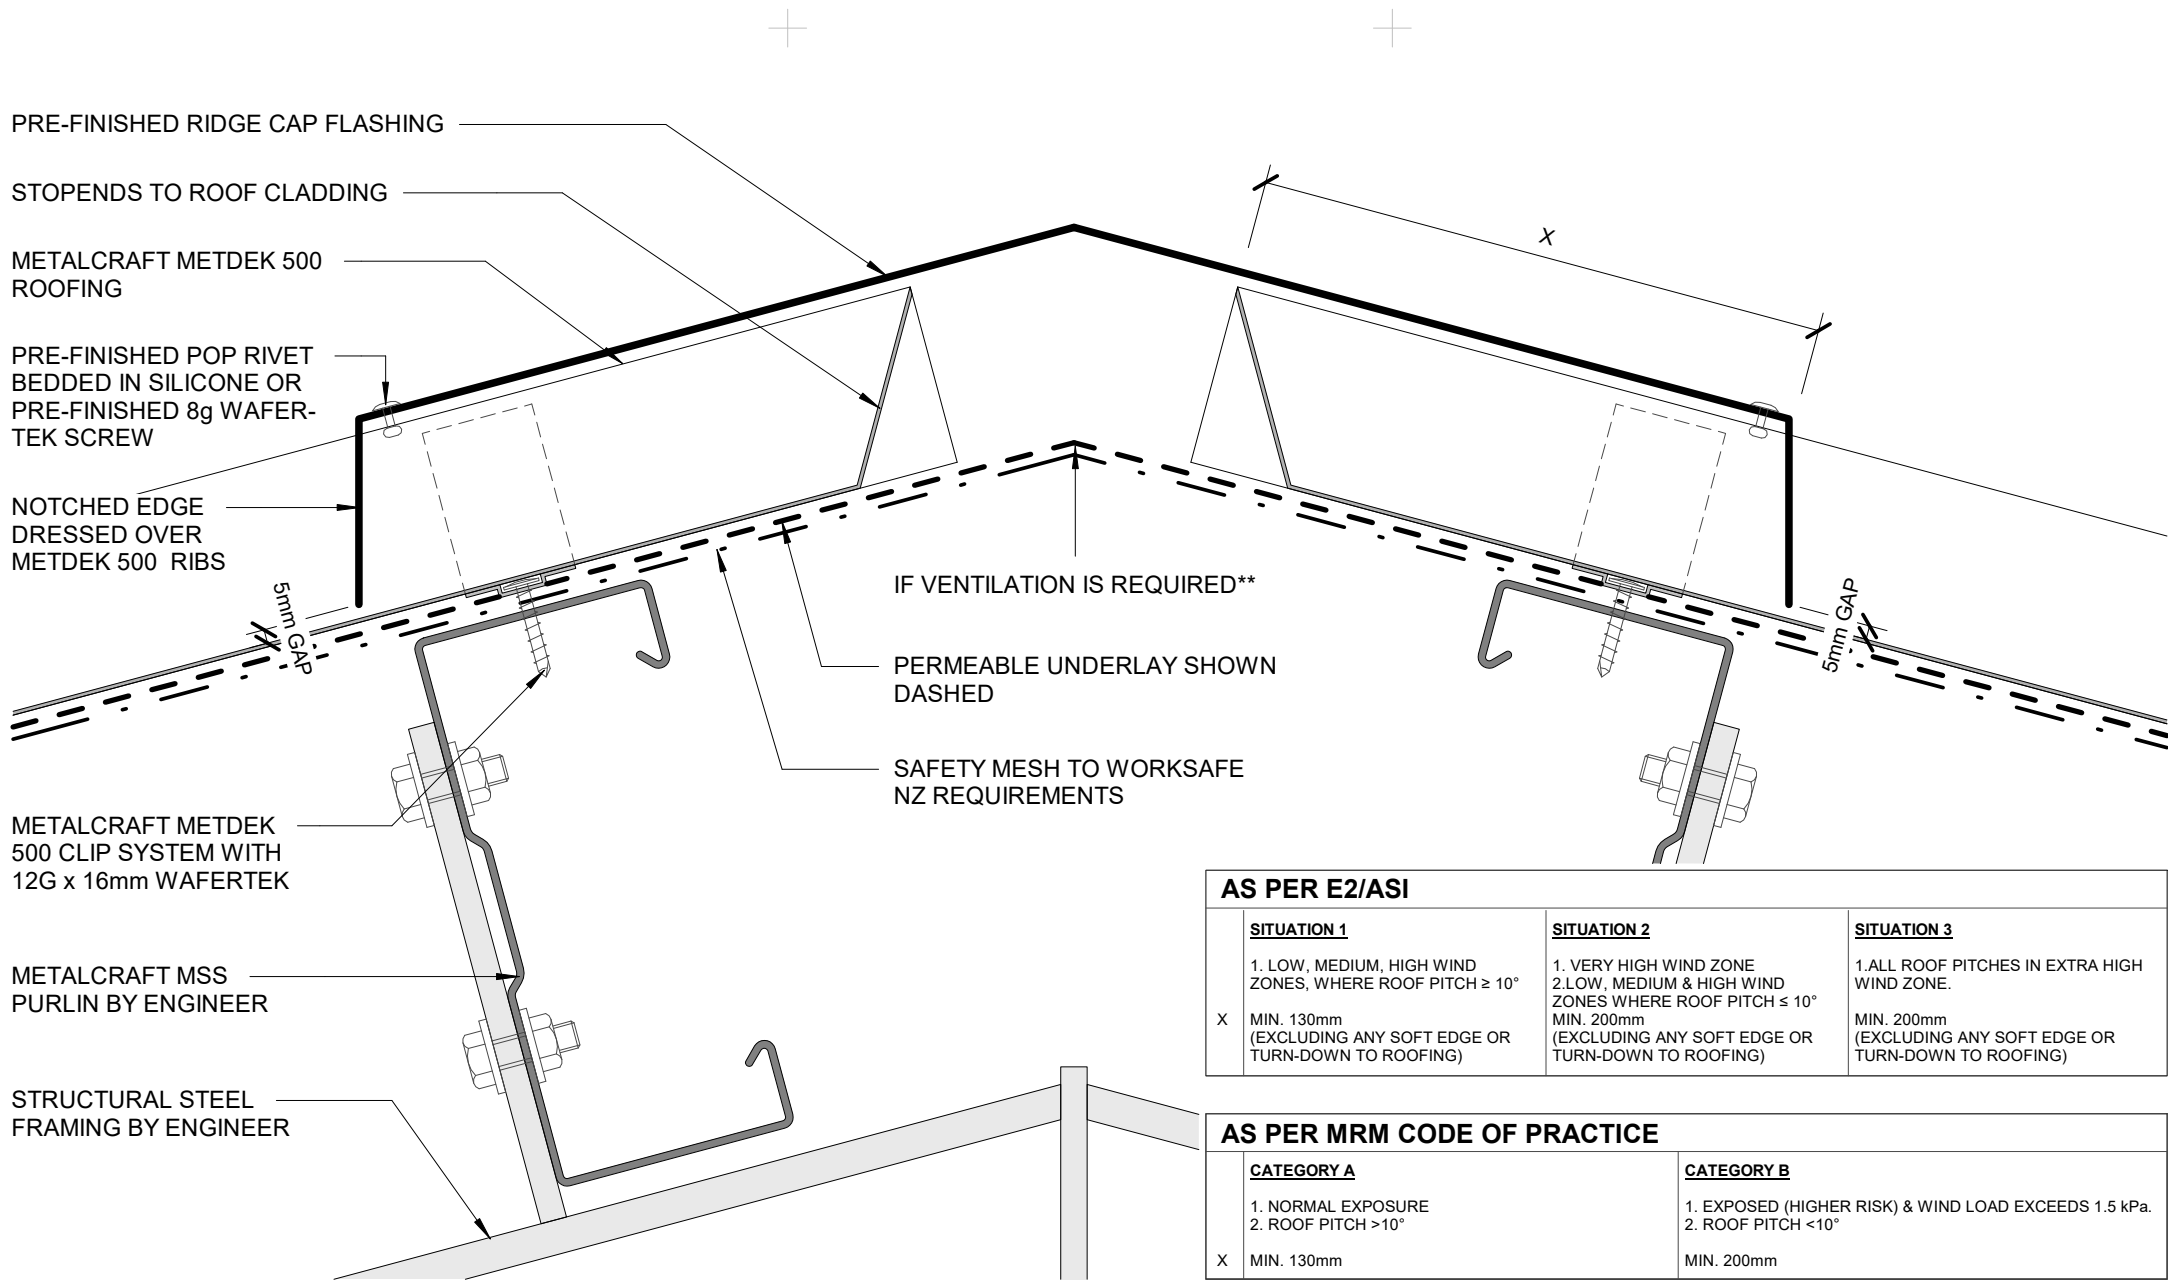 PRE-FINISHED RIDGE CAP FLASHING
STOPENDS TO ROOF CLADDING
METALCRAFT METDEK 500
ROOFING
PRE-FINISHED POP RIVET
BEDDED IN SILICONE OR
PRE-FINISHED 8g WAFER-
TEK SCREW
NOTCHED EDGE
DRESSED OVER
METDEK 500 RIBS
5mm GAP
METALCRAFT METDEK
500 CLIP SYSTEM WITH
12G x 16mm WAFERTEK
METALCRAFT MSS
PURLIN BY ENGINEER
STRUCTURAL STEEL
FRAMING BY ENGINEER
X
IF VENTILATION IS REQUIRED**
PERMEABLE UNDERLAY SHOWN
DASHED
SAFETY MESH TO WORKSAFE
NZ REQUIREMENTS
5mm GAP
AS PER E2/ASI
SITUATION 1
1. LOW, MEDIUM, HIGH WIND
ZONES, WHERE ROOF PITCH ≥ 10°
X
MIN. 130mm
(EXCLUDING ANY SOFT EDGE OR
TURN-DOWN TO ROOFING)
SITUATION 2
1. VERY HIGH WIND ZONE
2.LOW, MEDIUM & HIGH WIND
ZONES WHERE ROOF PITCH ≤ 10°
MIN. 200mm
(EXCLUDING ANY SOFT EDGE OR
TURN-DOWN TO ROOFING)
SITUATION 3
1.ALL ROOF PITCHES IN EXTRA HIGH
WIND ZONE.
MIN. 200mm
(EXCLUDING ANY SOFT EDGE OR
TURN-DOWN TO ROOFING)
AS PER MRM CODE OF PRACTICE
CATEGORY A
1. NORMAL EXPOSURE
2. ROOF PITCH >10°
X
MIN. 130mm
CATEGORY B
1. EXPOSED (HIGHER RISK) & WIND LOAD EXCEEDS 1.5 kPa.
2. ROOF PITCH <10°
MIN. 200mm